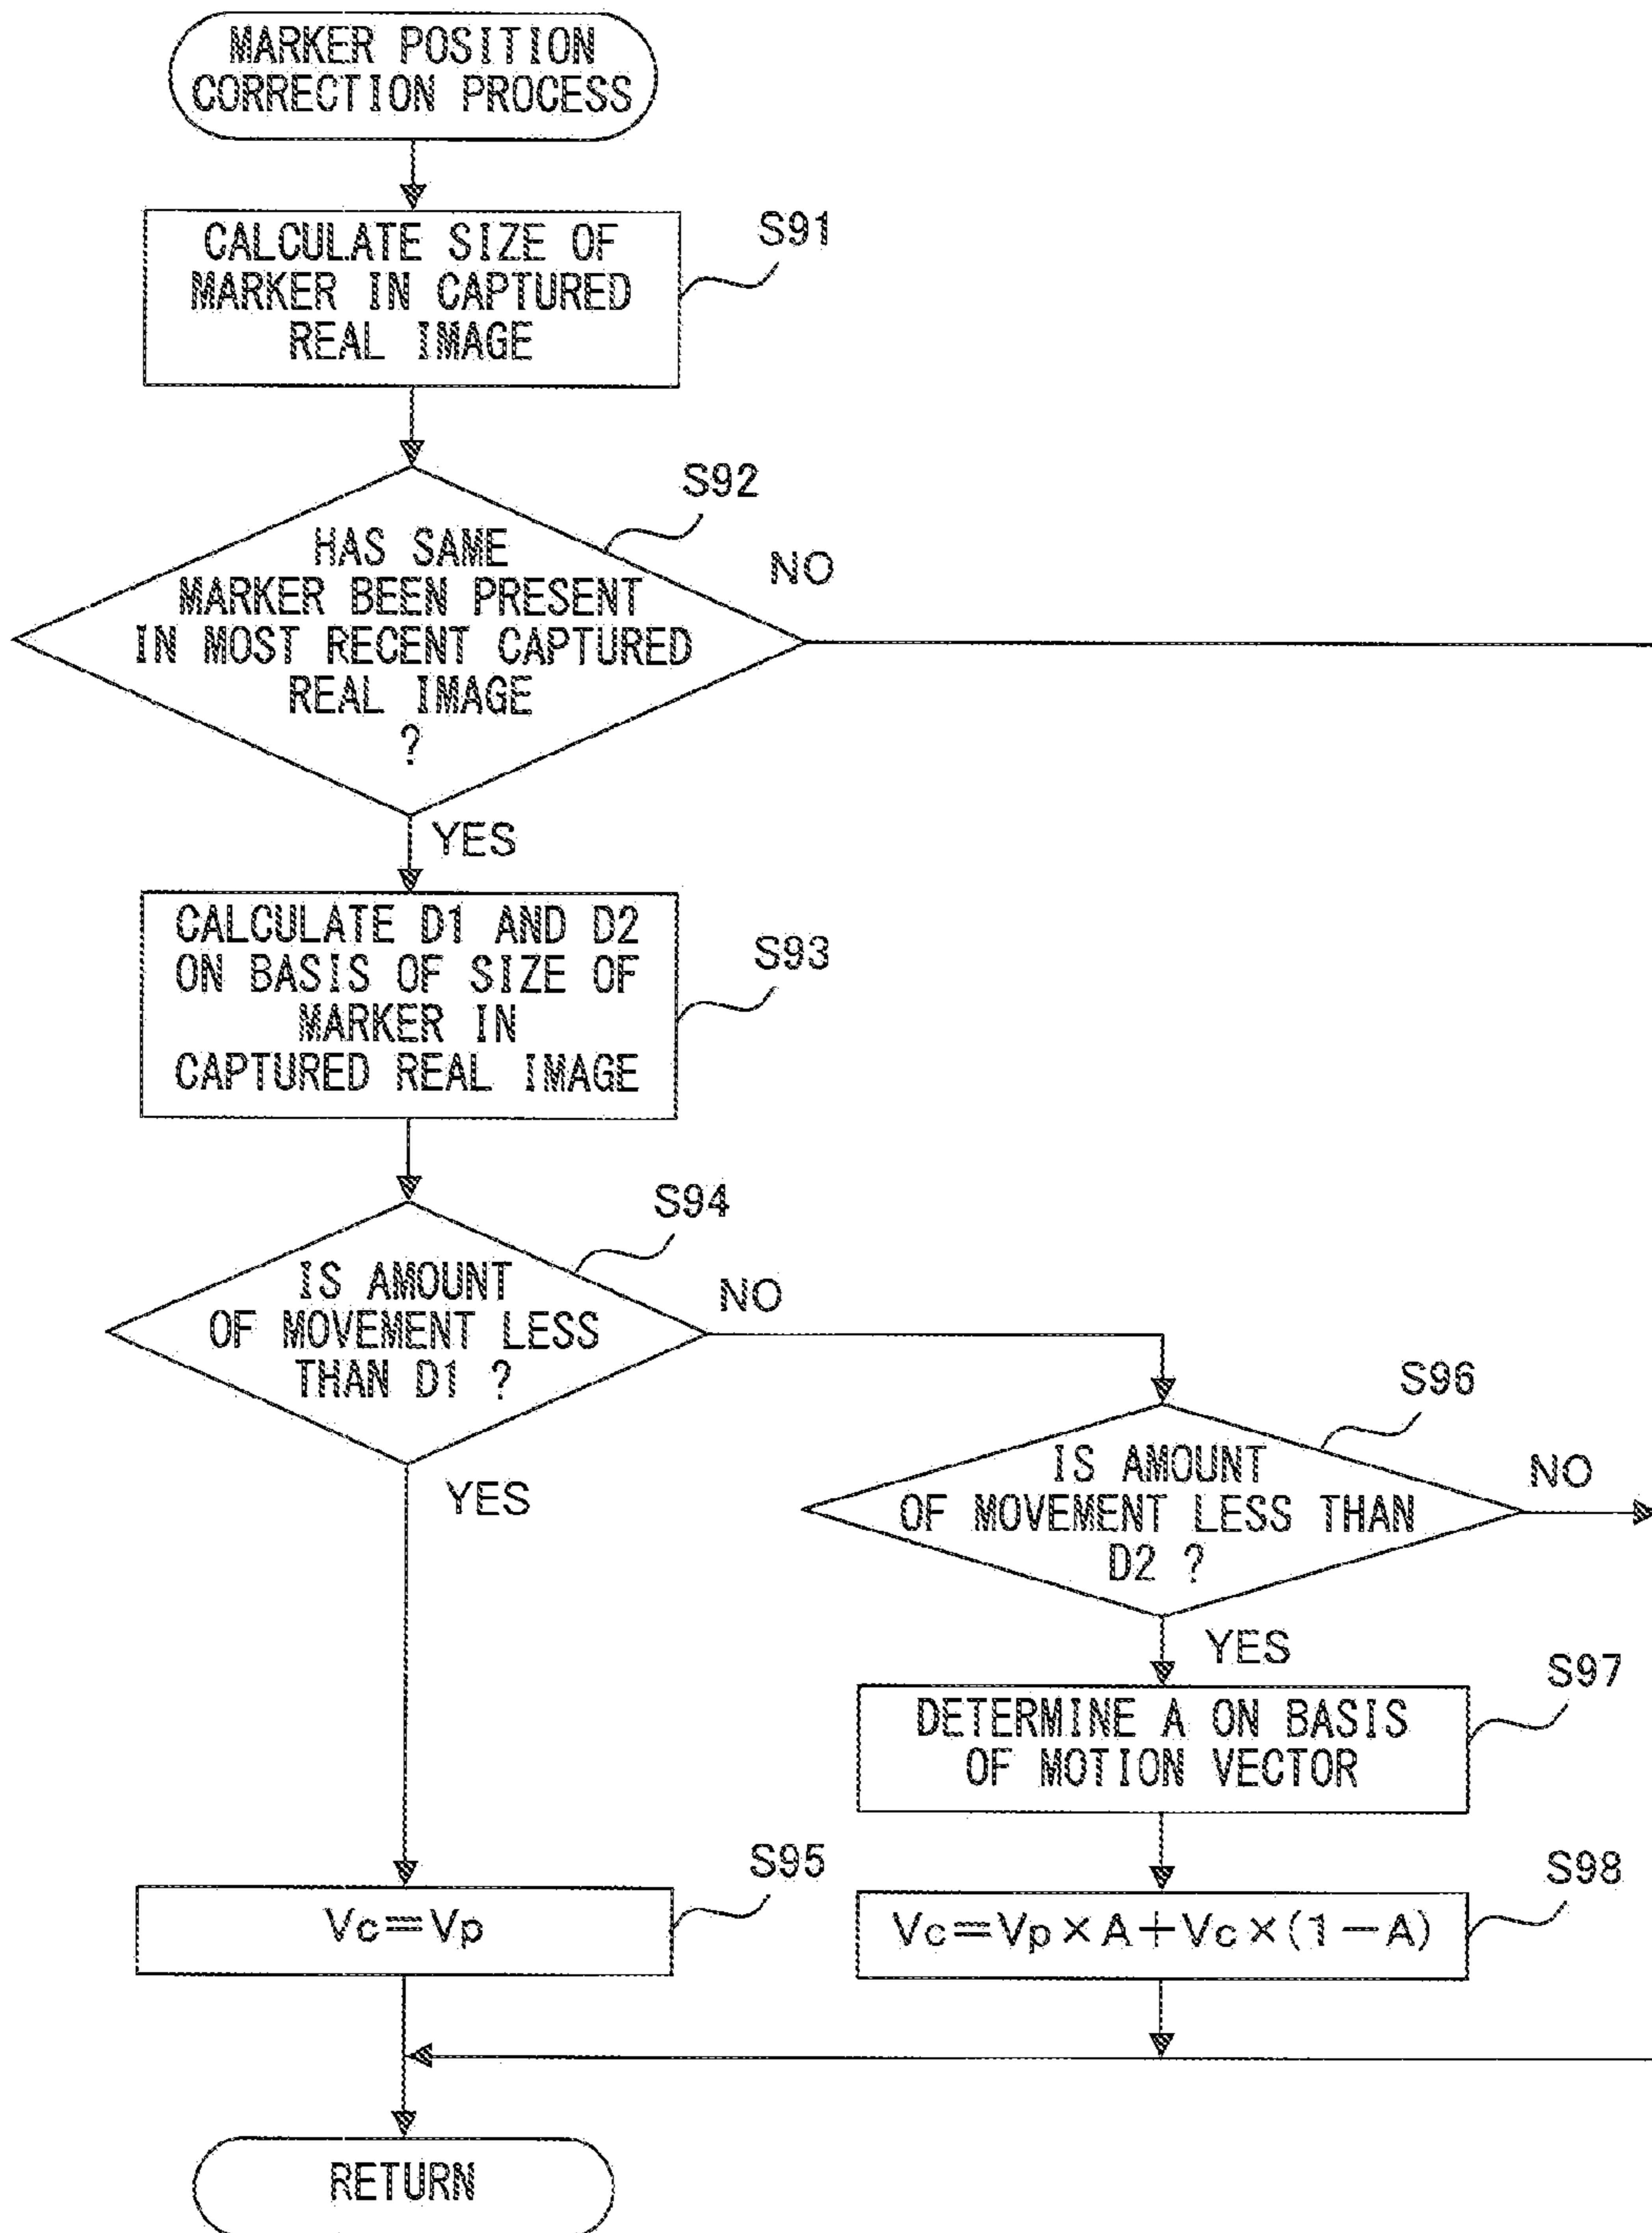 MARKER POSITION
CORRECTION PROCESS
CALCULATE SIZE OF
MARKER IN CAPTURED
REAL IMAGE
S91
HAS SAME
MARKER BEEN PRESENT
IN MOST RECENT CAPTURED
REAL IMAGE
?
S92
NO
YES
CALCULATE D1 AND D2
ON BASIS OF SIZE OF
MARKER IN
CAPTURED REAL IMAGE
S93
IS AMOUNT
OF MOVEMENT LESS
THAN D1 ?
S94
NO
YES
IS AMOUNT
OF MOVEMENT LESS THAN
D2 ?
S96
NO
YES
DETERMINE A ON BASIS
OF MOTION VECTOR
S97
Vc=Vp
S95
Vc=Vp×A+Vc×(1-A)
S98
RETURN